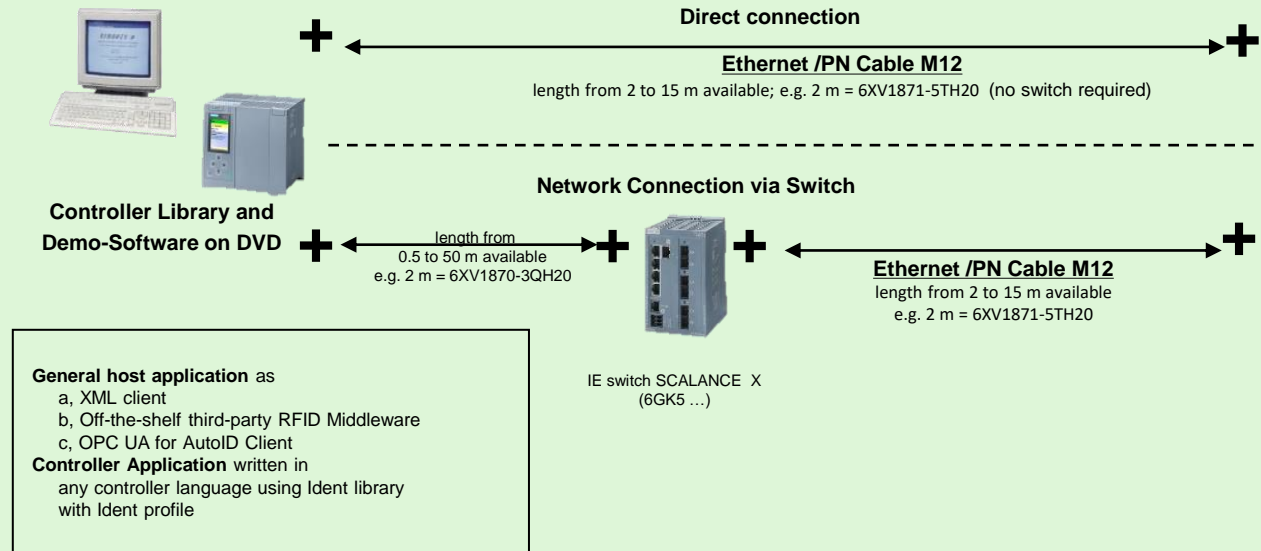 Direct connection
Ethernet /PN Cable M12
length from 2 to 15 m available; e.g. 2 m = 6XV1871-5TH20 (no switch required)
Network Connection via Switch
Controller Library and
Demo-Software on DVD
length from
0.5 to 50 m available
e.g. 2 m = 6XV1870-3QH20
Ethernet /PN Cable M12
length from 2 to 15 m available
e.g. 2 m = 6XV1871-5TH20
IE switch SCALANCE X
(6GK5 …)
General host application as
a, XML client
b, Off-the-shelf third-party RFID Middleware
c, OPC UA for AutoID Client
Controller Application written in
any controller language using Ident library
with Ident profile